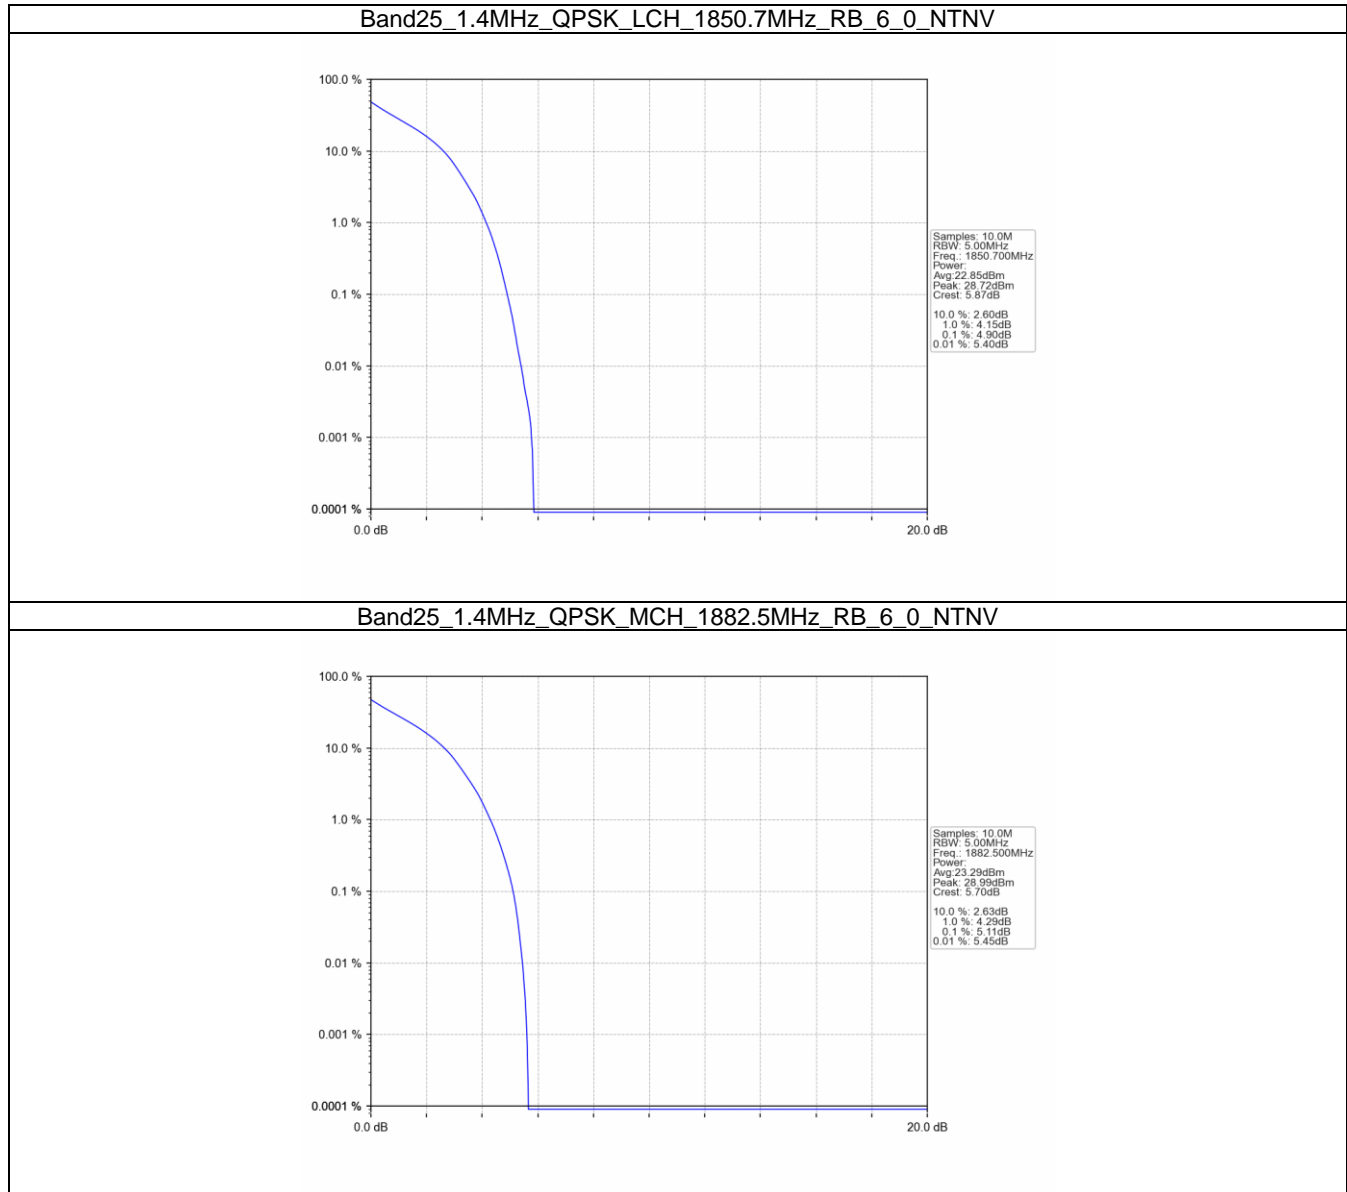 Band25_1.4MHz_QPSK_LCH_1850.7MHz_RB_6_0_NTNV
100.0 %
10.0 %
1.0 %
0.1 %
0.01 %
0.001 %
0.0001 %
0.0 dB
20.0 dB
Samples: 10.0M
RBW: 5.00MHz
Freq.: 1850.700MHz
Power:
Avg:22.85dBm
Peak: 28.72dBm
Crest: 5.87dB
10.0 %: 2.60dB
1.0 %: 4.15dB
0.1 %: 4.90dB
0.01 %: 5.40dB
Band25_1.4MHz_QPSK_MCH_1882.5MHz_RB_6_0_NTNV
100.0 %
10.0 %
1.0 %
0.1 %
0.01 %
0.001 %
0.0001 %
0.0 dB
20.0 dB
Samples: 10.0M
RBW: 5.00MHz
Freq.: 1882.500MHz
Power:
Avg:23.29dBm
Peak: 28.99dBm
Crest: 5.70dB
10.0 %: 2.63dB
1.0 %: 4.29dB
0.1 %: 5.11dB
0.01 %: 5.45dB